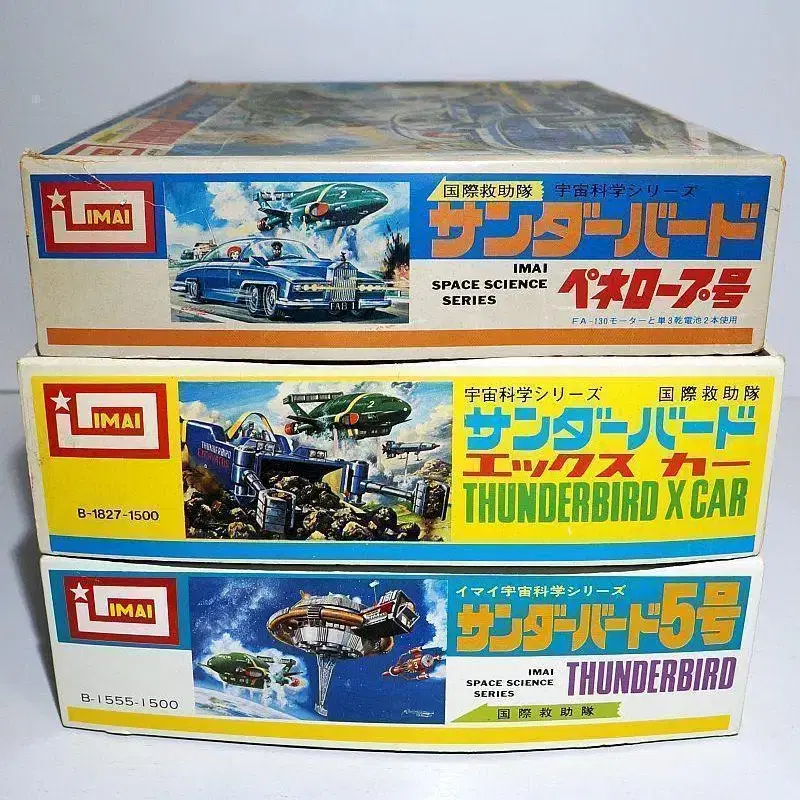 IMAI
国際救助隊 宇宙科学シリーズ
サンダーバード
IMAI
SPACE SCIENCE
SERIES
ペネロープ号
FA-130モーターと単3乾電池2本使用
FAB 1
2
IMAI
B-1827-1500
THUNDERBIRD
宇宙科学シリーズ 国際救助隊
サンダーバード
エックス カー
THUNDERBIRD X CAR
IMAI
B-1555-1500
イマイ宇宙科学シリーズ
サンダーバード5号
IMAI
SPACE SCIENCE
SERIES
THUNDERBIRD
国際救助隊